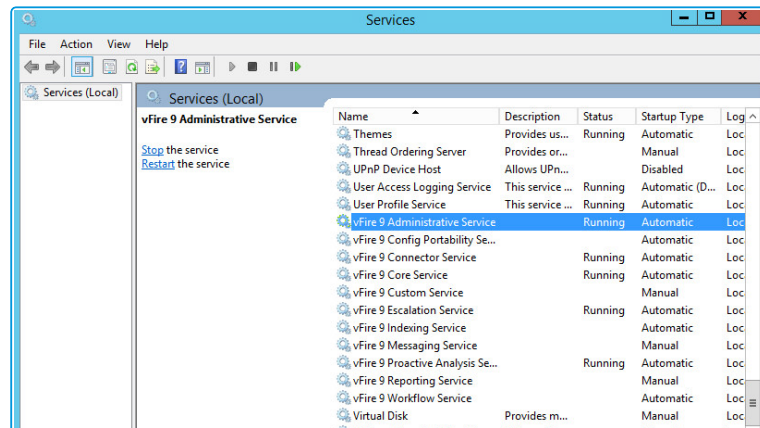 Services
File Action View Help
Services (Local)
Services (Local)
vFire 9 Administrative Service
Stop the service
Restart the service
Name Description Status Startup Type Log
Themes Provides us... Running Automatic Loc
Thread Ordering Server Provides or... Manual Loc
UPnP Device Host Allows UPn... Disabled Loc
User Access Logging Service This service ... Running Automatic (D... Loc
User Profile Service This service ... Running Automatic Loc
vFire 9 Administrative Service Running Automatic Loc
vFire 9 Config Portability Se... Automatic Loc
vFire 9 Connector Service Running Automatic Loc
vFire 9 Core Service Running Automatic Loc
vFire 9 Custom Service Manual Loc
vFire 9 Escalation Service Running Automatic Loc
vFire 9 Indexing Service Automatic Loc
vFire 9 Messaging Service Manual Loc
vFire 9 Proactive Analysis Se... Running Automatic Loc
vFire 9 Reporting Service Manual Loc
vFire 9 Workflow Service Automatic Loc
Virtual Disk Provides m... Manual Loc